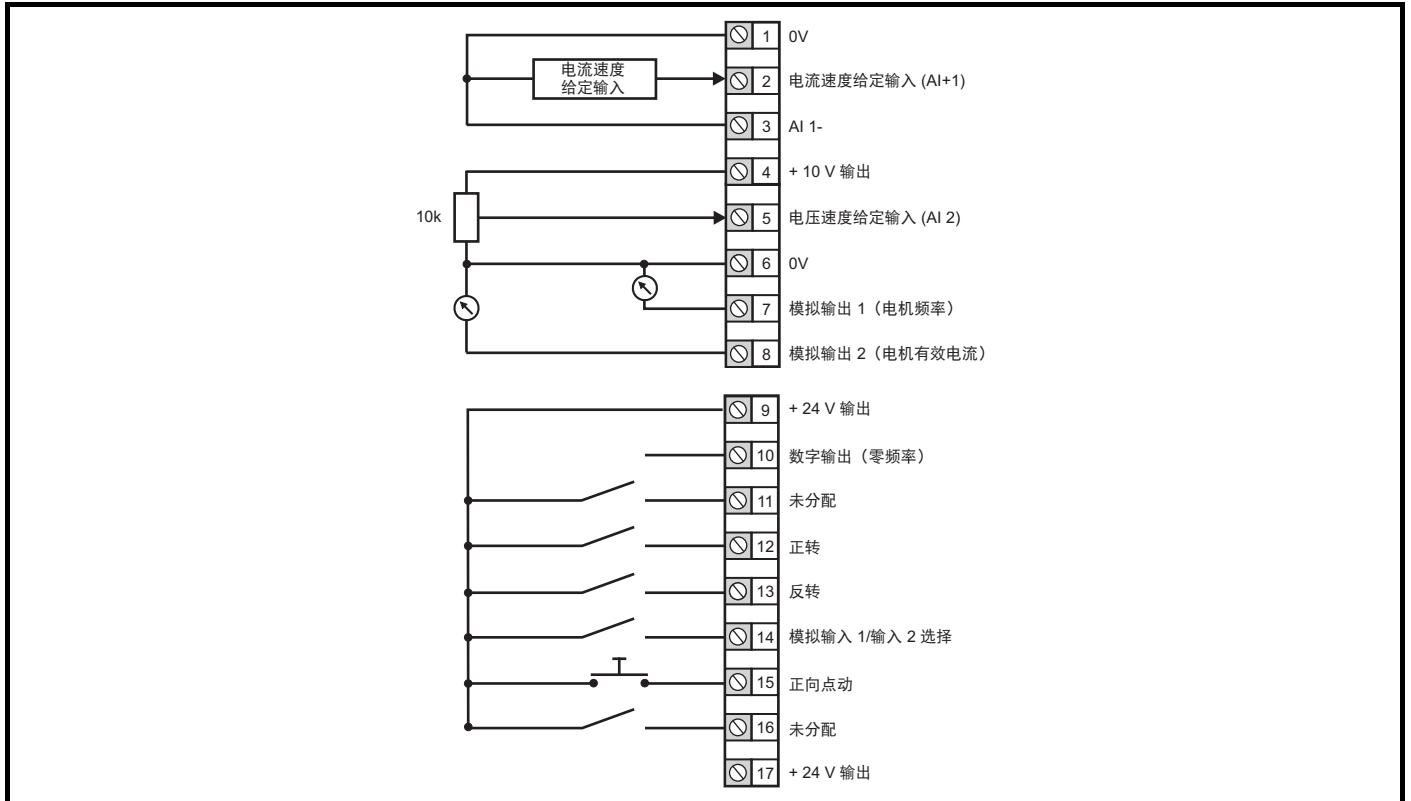 1 0V
电流速度
给定输入
2 电流速度给定输入 (AI+1)
3 AI 1-
4 + 10 V 输出
10k
5 电压速度给定输入 (AI 2)
6 0V
7 模拟输出 1（电机频率）
8 模拟输出 2（电机有效电流）
9 + 24 V 输出
10 数字输出（零频率）
11 未分配
12 正转
13 反转
14 模拟输入 1/输入 2 选择
15 正向点动
16 未分配
17 + 24 V 输出